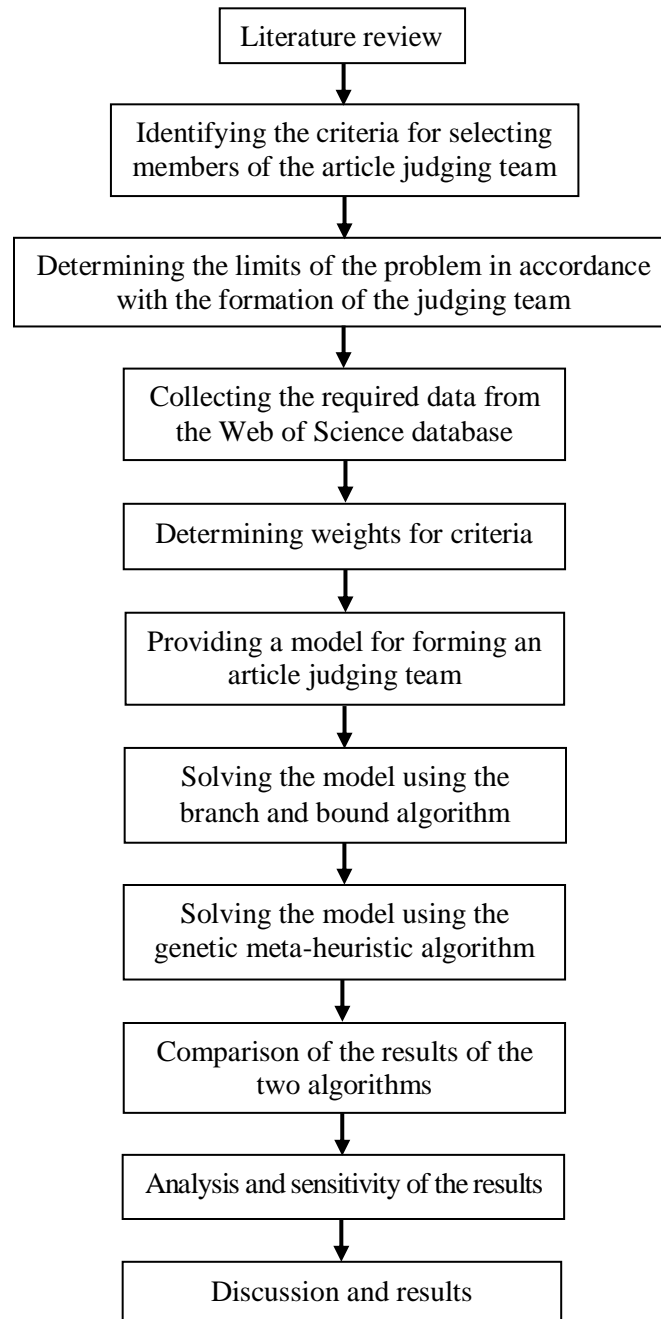 Literature review
Identifying the criteria for selecting
members of the article judging team
Determining the limits of the problem in accordance
with the formation of the judging team
Collecting the required data from
the Web of Science database
Determining weights for criteria
Providing a model for forming an
article judging team
Solving the model using the
branch and bound algorithm
Solving the model using the
genetic meta-heuristic algorithm
Comparison of the results of the
two algorithms
Analysis and sensitivity of the results
Discussion and results